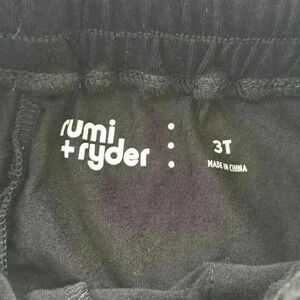 rumi
+ ryder
3T
MADE IN CHINA